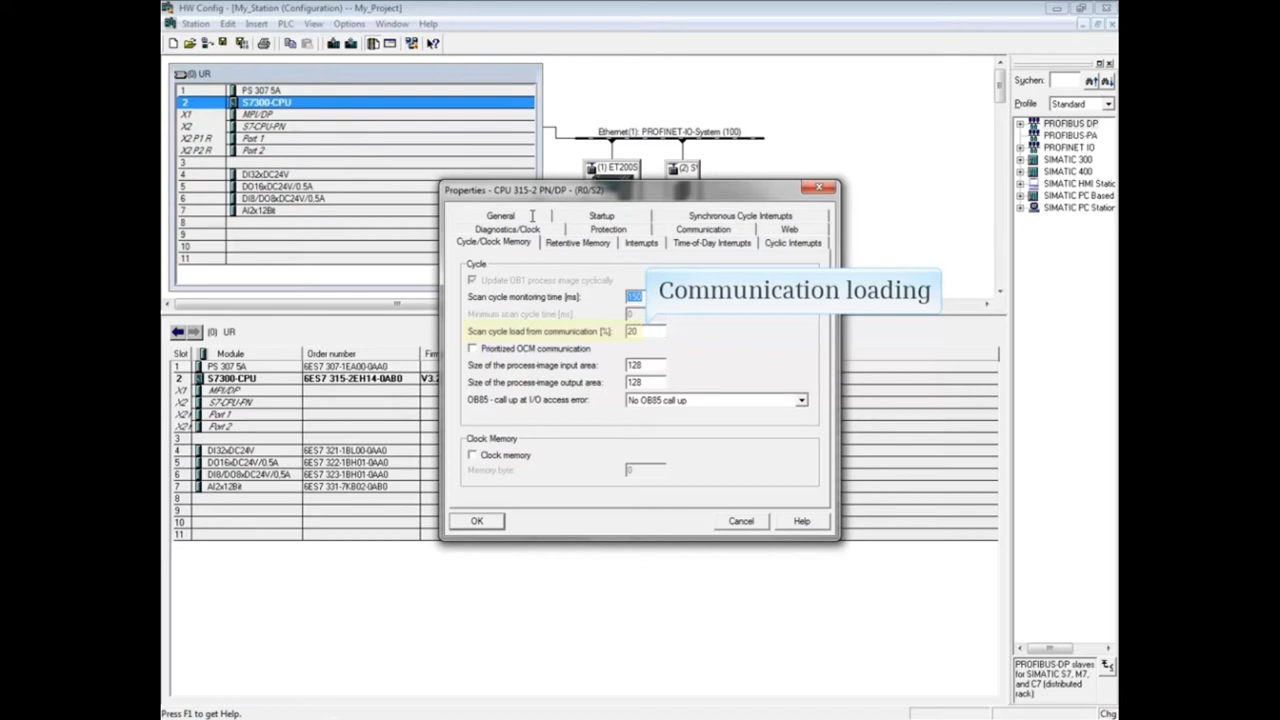 HW Config - [My_Station (Configuration) -- My_Project]
Station Edit Insert PLC View Options Window Help
(0) UR
1 PS 307 5A
2 S7300-CPU
X1 MPI/DP
X2 S7-CPU-PN
X2 P1 R Port 1
X2 P2 R Port 2
3
4 DI32xDC24V
5 DO16xDC24V/0.5A
6 DI8/DO8xDC24V/0.5A
7 AI2x12Bit
8
9
10
11
Ethernet(1): PROFINET-IO-System (100)
(1) ET200S
(2) S
Suchen:
Profile Standard
PROFIBUS DP
PROFIBUS-PA
PROFINET IO
SIMATIC 300
SIMATIC 400
SIMATIC HMI Static
SIMATIC PC Based
SIMATIC PC Station
Properties - CPU 315-2 PN/DP - (R0/S2)
General Startup Synchronous Cycle Interrupts
Diagnostics/Clock Protection Communication Web
Cycle/Clock Memory Retentive Memory Interrupts Time-of-Day Interrupts Cyclic Interrupts
Cycle
Update OB1 process image cyclically
Scan cycle monitoring time [ms]: 150
Minimum scan cycle time [ms] 0
Scan cycle load from communication [%]: 20
Prioritized OCM communication
Size of the process-image input area: 128
Size of the process-image output area: 128
OB85 - call up at I/O access error: No OB85 call up
Clock Memory
Clock memory
Memory byte: 0
OK Cancel Help
Communication loading
(0) UR
Slot Module Order number
1 PS 307 5A 6ES7 307-1EA00-0AA0
2 S7300-CPU 6ES7 315-2EH14-0AB0
X1 MPI/DP
X2 S7-CPU-PN
X2 Port 1
X2 Port 2
3
4 DI32xDC24V 6ES7 321-1BL00-0AA0
5 DO16xDC24V/0.5A 6ES7 322-1BH01-0AA0
6 DI8/DO8xDC24V/0,5A 6ES7 323-1BH01-0AA0
7 AI2x12Bit 6ES7 331-7KB02-0AB0
8
9
10
11
PROFIBUS-DP slaves
for SIMATIC S7, M7,
and C7 (distributed
rack)
Press F1 to get Help.
Chg